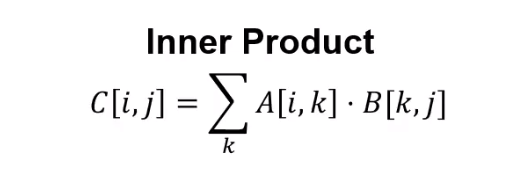 Inner Product
C[i,j] = ∑ A[i,k] · B[k,j]
k